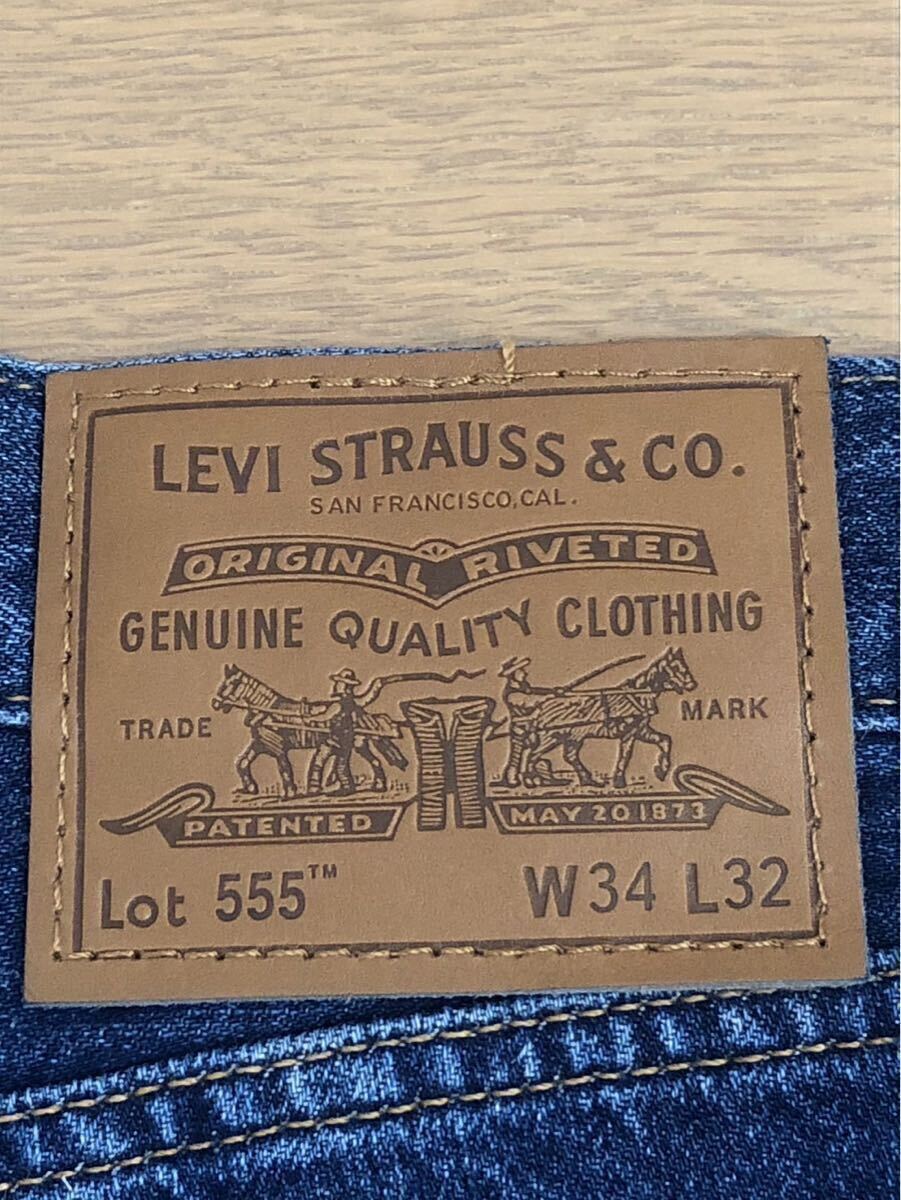 LEVI STRAUSS & CO.
SAN FRANCISCO, CAL.
ORIGINAL RIVETED
GENUINE QUALITY CLOTHING
TRADE MARK
PATENTED MAY 20 1873
Lot 555™ W34 L32